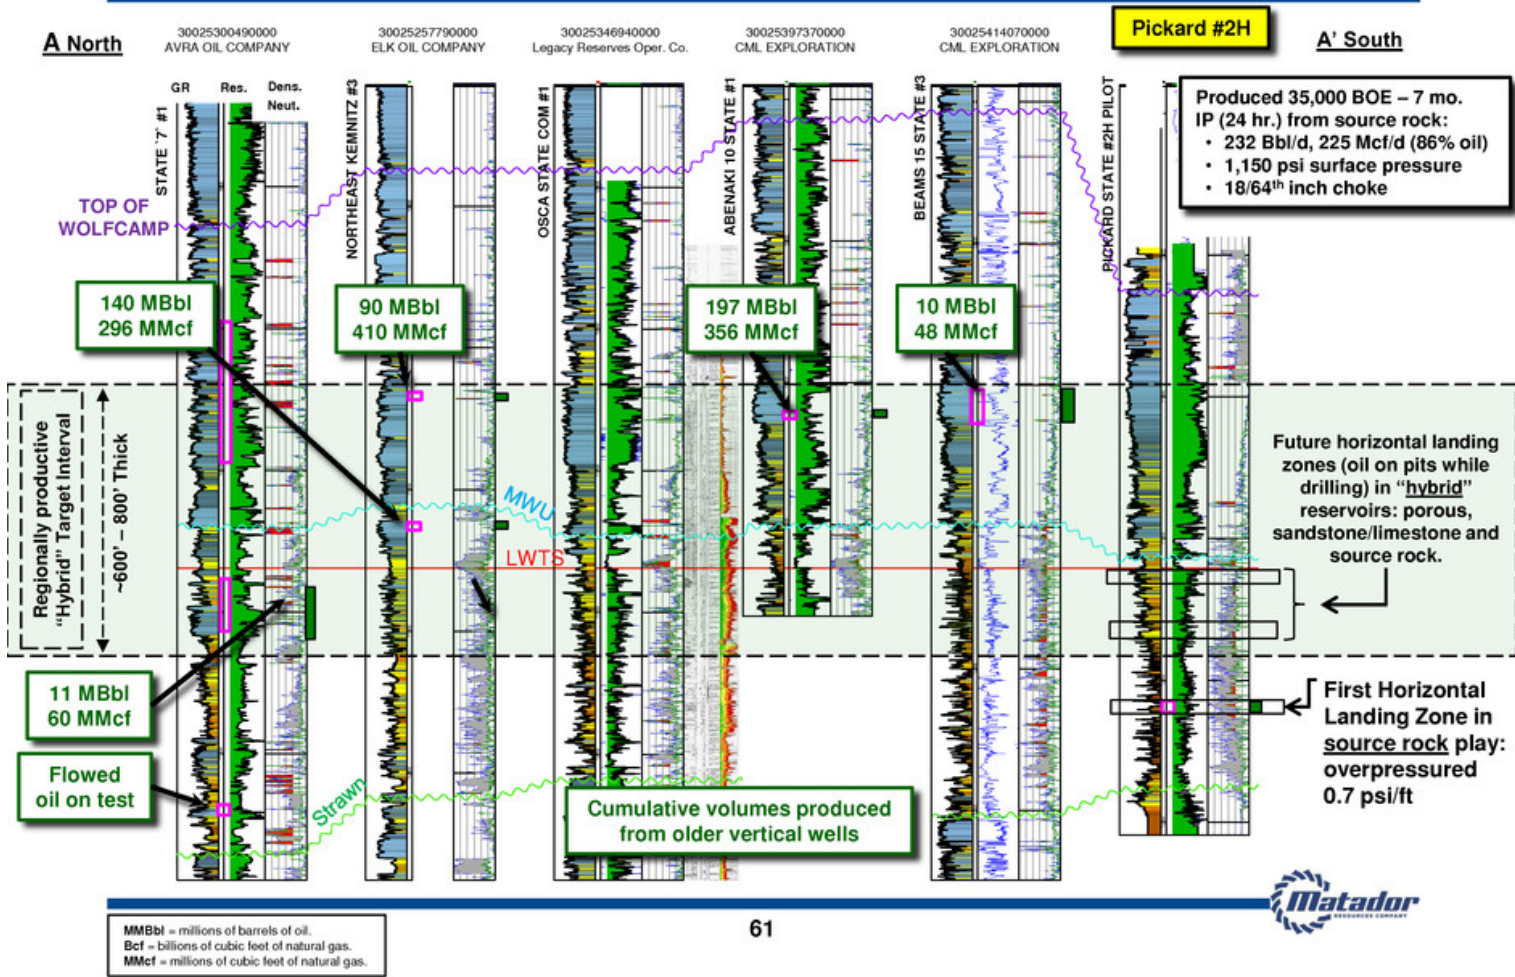 A North
30025300490000
AVRA OIL COMPANY
30025257790000
ELK OIL COMPANY
30025346940000
Legacy Reserves Oper. Co.
30025397370000
CML EXPLORATION
30025414070000
CML EXPLORATION
Pickard #2H
A' South
GR
Res.
Dens.
Neut.
STATE '7' #1
NORTHEAST KEMNITZ #3
OSCA STATE COM #1
ABENAKI 10 STATE #1
BEAMS 15 STATE #3
PICKARD STATE #2H PILOT
Produced 35,000 BOE – 7 mo.
IP (24 hr.) from source rock:
• 232 Bbl/d, 225 Mcf/d (86% oil)
• 1,150 psi surface pressure
• 18/64th inch choke
TOP OF
WOLFCAMP
140 MBbl
296 MMcf
90 MBbl
410 MMcf
197 MBbl
356 MMcf
10 MBbl
48 MMcf
Regionally productive
"Hybrid" Target Interval
~600' – 800' Thick
MWU
LWTS
Future horizontal landing
zones (oil on pits while
drilling) in "hybrid"
reservoirs: porous,
sandstone/limestone and
source rock.
11 MBbl
60 MMcf
Flowed
oil on test
Strawn
Cumulative volumes produced
from older vertical wells
First Horizontal
Landing Zone in
source rock play:
overpressured
0.7 psi/ft
MMBbl = millions of barrels of oil.
Bcf = billions of cubic feet of natural gas.
MMcf = millions of cubic feet of natural gas.
61
Matador
RESOURCES COMPANY